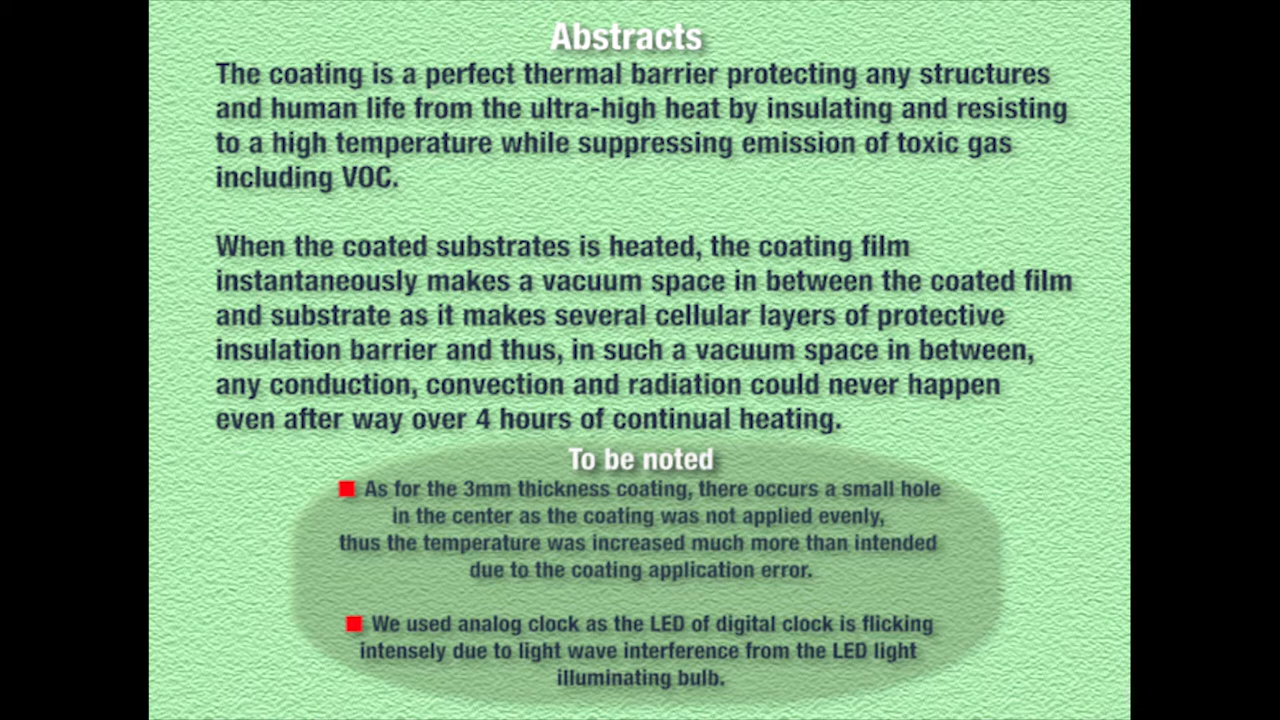 Abstracts
The coating is a perfect thermal barrier protecting any structures
and human life from the ultra-high heat by insulating and resisting
to a high temperature while suppressing emission of toxic gas
including VOC.
When the coated substrates is heated, the coating film
instantaneously makes a vacuum space in between the coated film
and substrate as it makes several cellular layers of protective
insulation barrier and thus, in such a vacuum space in between,
any conduction, convection and radiation could never happen
even after way over 4 hours of continual heating.
To be noted
As for the 3mm thickness coating, there occurs a small hole
in the center as the coating was not applied evenly,
thus the temperature was increased much more than intended
due to the coating application error.
We used analog clock as the LED of digital clock is flicking
intensely due to light wave interference from the LED light
illuminating bulb.